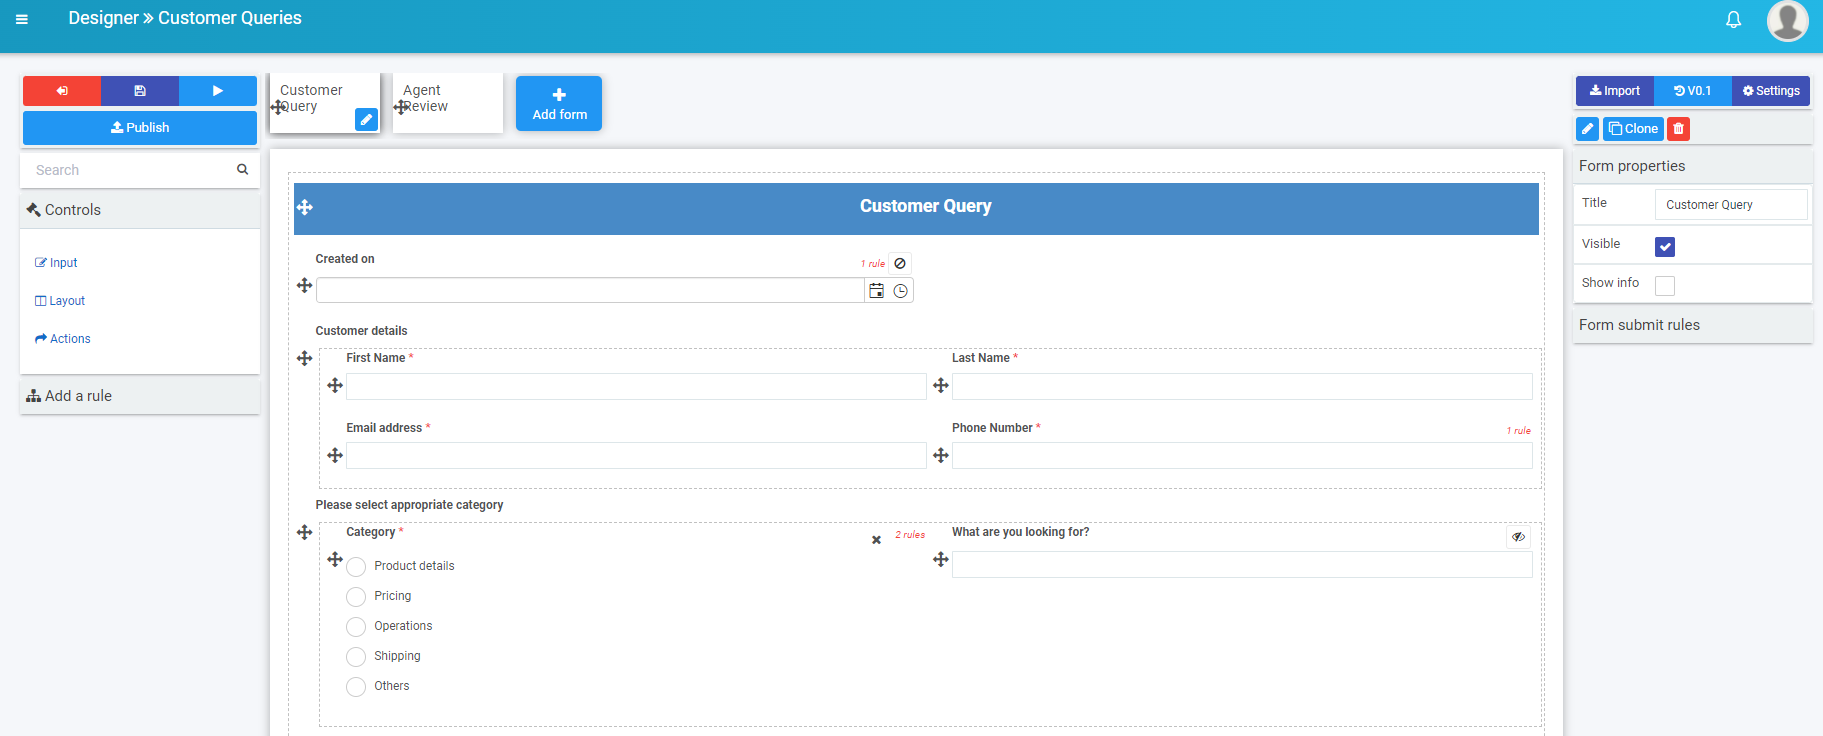 Designer » Customer Queries
Publish
Search
Controls
Input
Layout
Actions
Add a rule
Customer
Query
Agent
Review
Add form
Customer Query
Created on
1 rule
Customer details
First Name *
Last Name *
Email address *
Phone Number *
1 rule
Please select appropriate category
Category *
2 rules
What are you looking for?
Product details
Pricing
Operations
Shipping
Others
Import
V0.1
Settings
Clone
Form properties
Title
Customer Query
Visible
Show info
Form submit rules